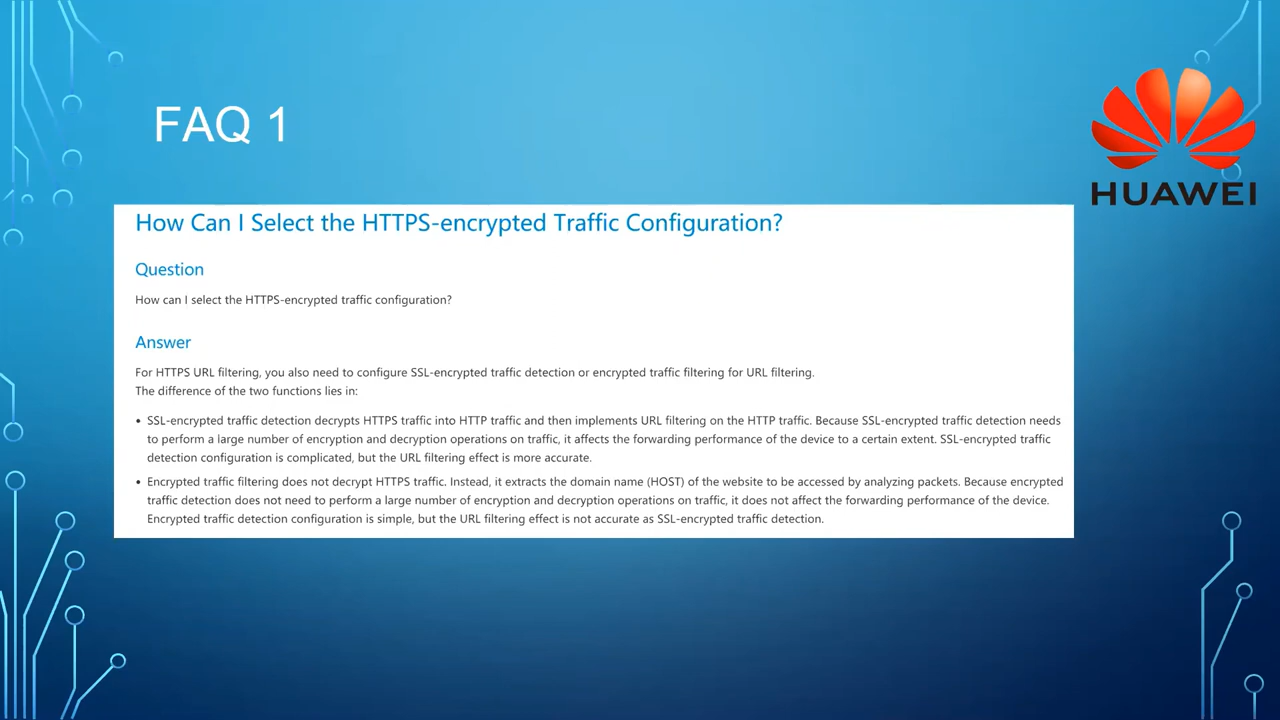 FAQ 1
HUAWEI
How Can I Select the HTTPS-encrypted Traffic Configuration?
Question
How can I select the HTTPS-encrypted traffic configuration?
Answer
For HTTPS URL filtering, you also need to configure SSL-encrypted traffic detection or encrypted traffic filtering for URL filtering.
The difference of the two functions lies in:
• SSL-encrypted traffic detection decrypts HTTPS traffic into HTTP traffic and then implements URL filtering on the HTTP traffic. Because SSL-encrypted traffic detection needs
to perform a large number of encryption and decryption operations on traffic, it affects the forwarding performance of the device to a certain extent. SSL-encrypted traffic
detection configuration is complicated, but the URL filtering effect is more accurate.
• Encrypted traffic filtering does not decrypt HTTPS traffic. Instead, it extracts the domain name (HOST) of the website to be accessed by analyzing packets. Because encrypted
traffic detection does not need to perform a large number of encryption and decryption operations on traffic, it does not affect the forwarding performance of the device.
Encrypted traffic detection configuration is simple, but the URL filtering effect is not accurate as SSL-encrypted traffic detection.